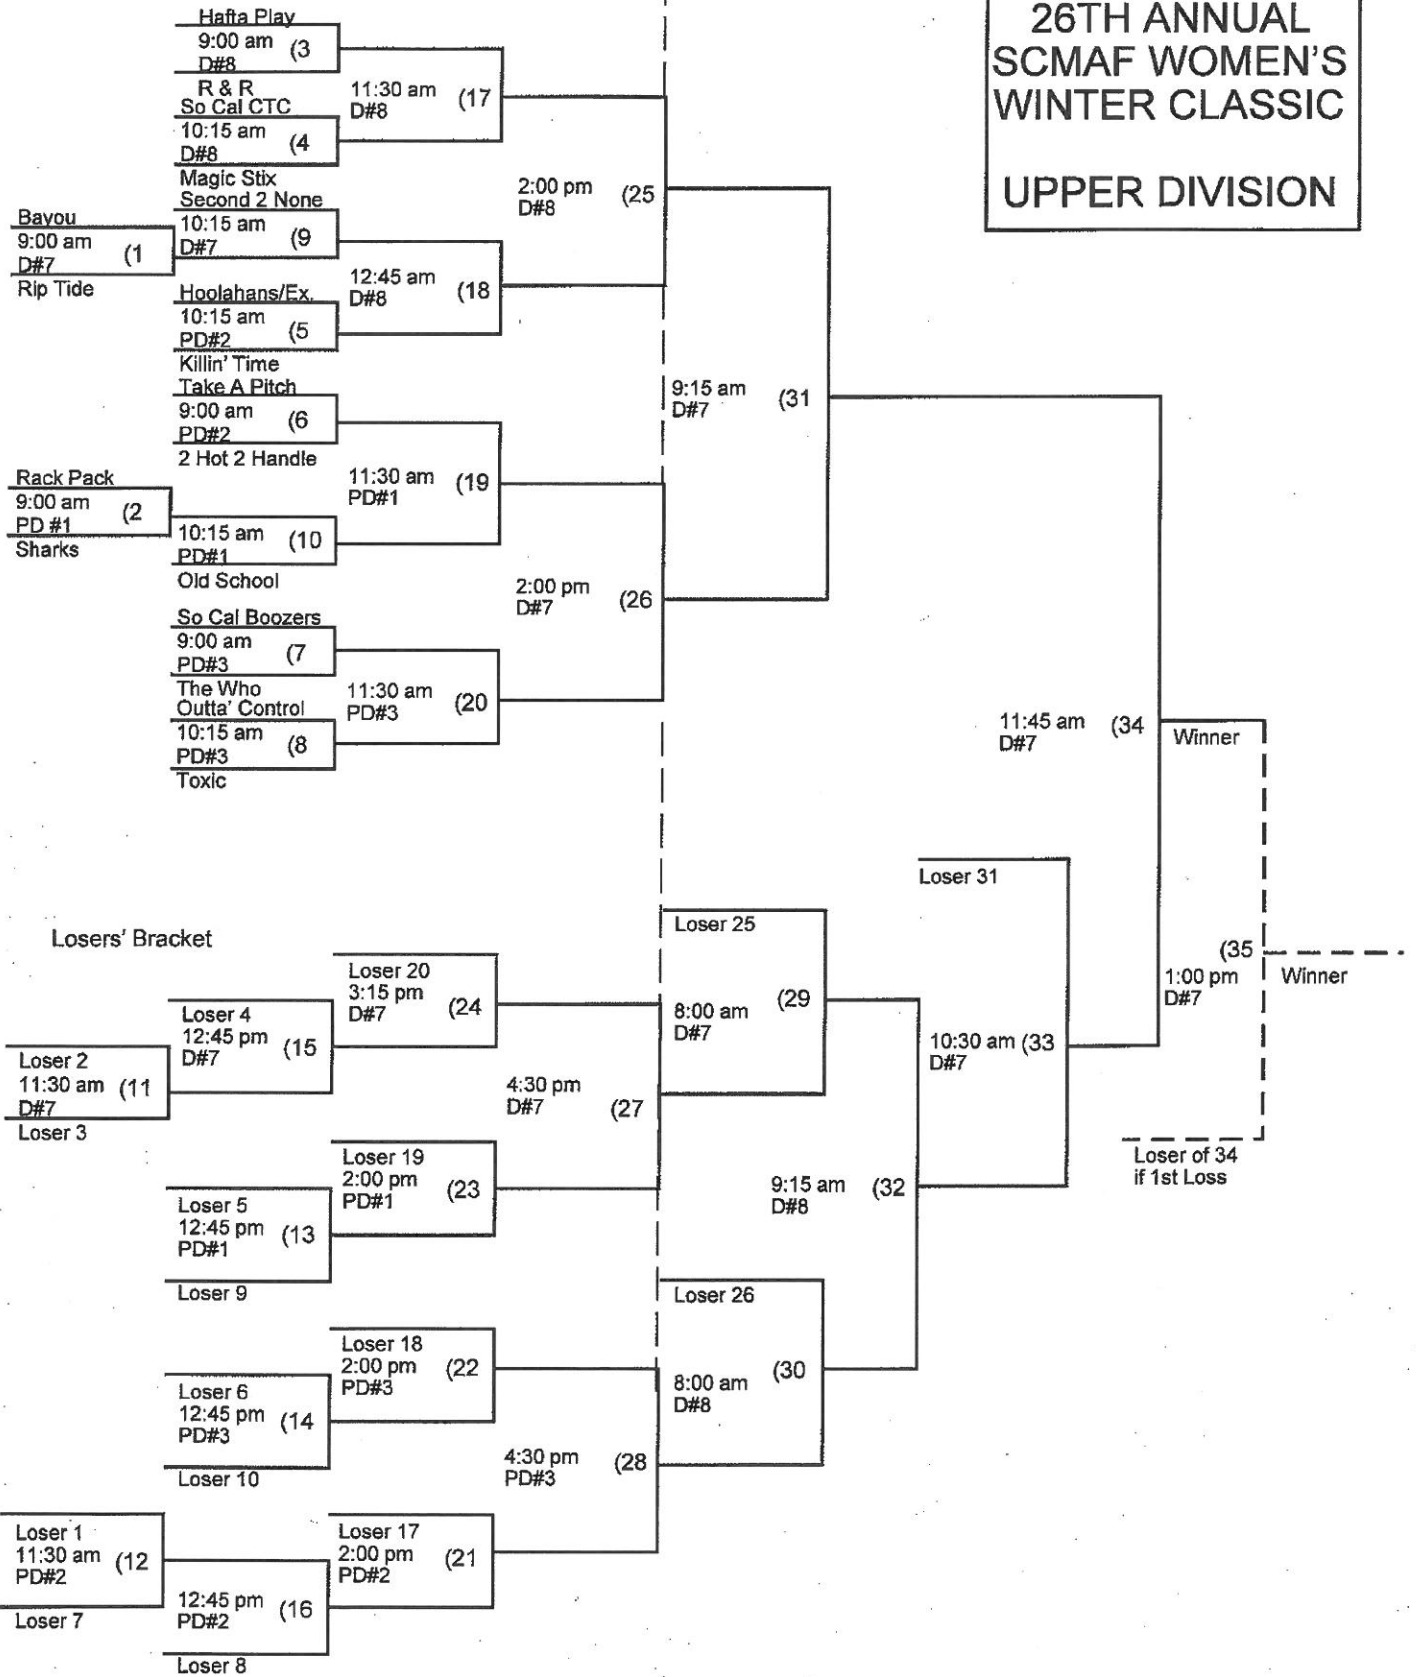 26TH ANNUAL
SCMAF WOMEN'S
WINTER CLASSIC
UPPER DIVISION
Hafta Play
9:00 am (3
D#8
R & R
So Cal CTC
10:15 am (4
D#8
Magic Stix
11:30 am (17
D#8
Second 2 None
10:15 am (9
D#7
Bayou
9:00 am (1
D#7
Rip Tide
Hoolahans/Ex.
10:15 am (5
PD#2
Killin' Time
12:45 am (18
D#8
2:00 pm (25
D#8
Take A Pitch
9:00 am (6
PD#2
2 Hot 2 Handle
Rack Pack
9:00 am (2
PD #1
Sharks
10:15 am (10
PD#1
Old School
11:30 am (19
PD#1
So Cal Boozers
9:00 am (7
PD#3
The Who
Outta' Control
10:15 am (8
PD#3
Toxic
11:30 am (20
PD#3
2:00 pm (26
D#7
9:15 am (31
D#7
11:45 am (34
D#7
Winner
Losers' Bracket
Loser 2
11:30 am (11
D#7
Loser 3
Loser 4
12:45 pm (15
D#7
Loser 20
3:15 pm (24
D#7
Loser 5
12:45 pm (13
PD#1
Loser 9
Loser 19
2:00 pm (23
PD#1
4:30 pm (27
D#7
Loser 25
8:00 am (29
D#7
Loser 6
12:45 pm (14
PD#3
Loser 10
Loser 18
2:00 pm (22
PD#3
Loser 1
11:30 am (12
PD#2
Loser 7
12:45 pm (16
PD#2
Loser 8
Loser 17
2:00 pm (21
PD#2
4:30 pm (28
PD#3
Loser 26
8:00 am (30
D#8
9:15 am (32
D#8
Loser 31
10:30 am (33
D#7
(35
1:00 pm
D#7
Winner
Loser of 34
if 1st Loss